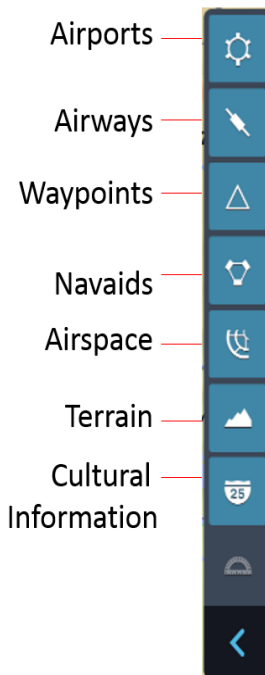 Airports
Airways
Waypoints
Navaids
Airspace
Terrain
Cultural
Information
25